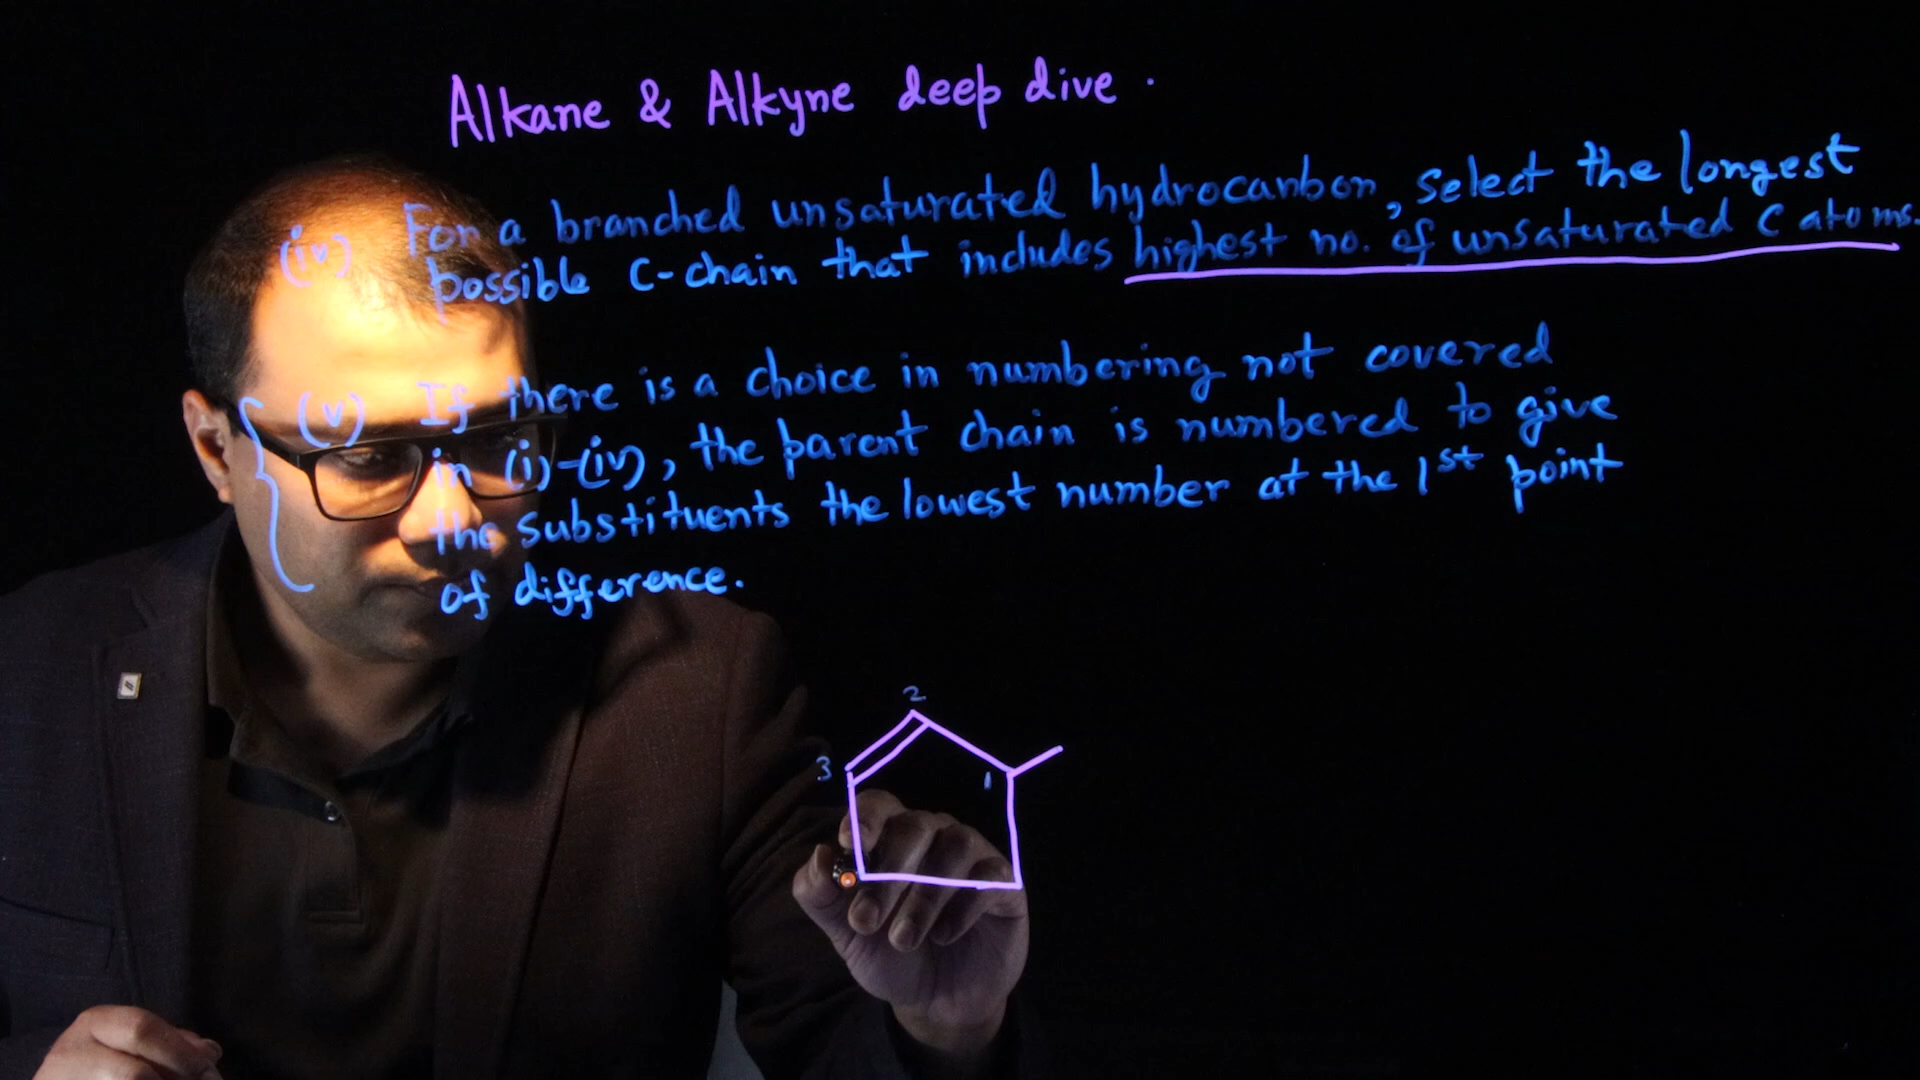 Alkane & Alkyne deep dive.
(iv) For a branched unsaturated hydrocarbon, select the longest
possible C-chain that includes highest no. of unsaturated C atoms.
(v) If there is a choice in numbering not covered
in (i)-(iv), the parent chain is numbered to give
the substituents the lowest number at the 1st point
of difference.
2
3
1